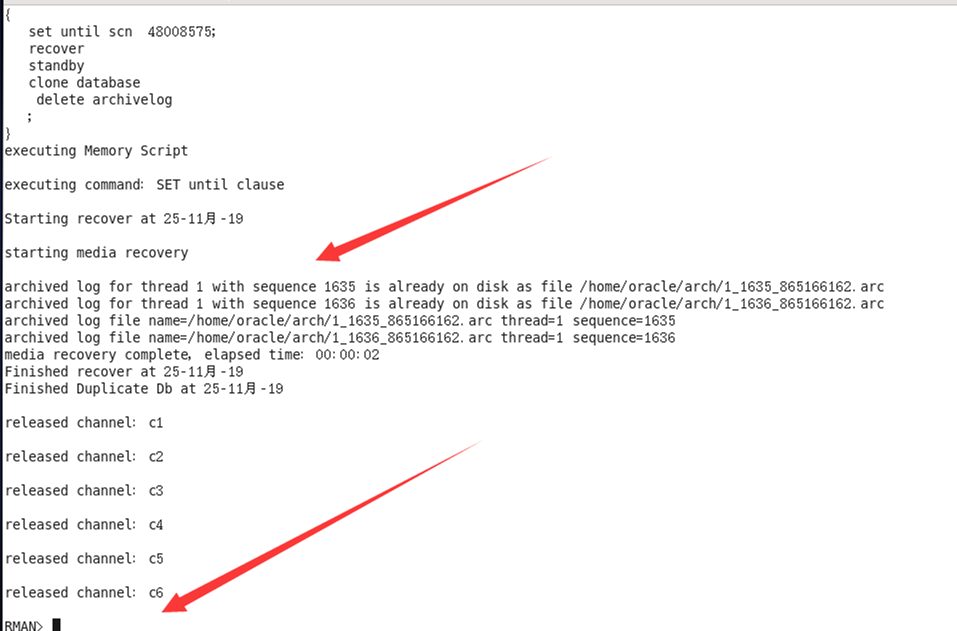 {
   set until scn  48008575;
   recover
   standby
   clone database
    delete archivelog
   ;
}
executing Memory Script
executing command: SET until clause
Starting recover at 25-11月-19
starting media recovery
archived log for thread 1 with sequence 1635 is already on disk as file /home/oracle/arch/1_1635_865166162.arc
archived log for thread 1 with sequence 1636 is already on disk as file /home/oracle/arch/1_1636_865166162.arc
archived log file name=/home/oracle/arch/1_1635_865166162.arc thread=1 sequence=1635
archived log file name=/home/oracle/arch/1_1636_865166162.arc thread=1 sequence=1636
media recovery complete, elapsed time: 00:00:02
Finished recover at 25-11月-19
Finished Duplicate Db at 25-11月-19
released channel: c1
released channel: c2
released channel: c3
released channel: c4
released channel: c5
released channel: c6
RMAN>